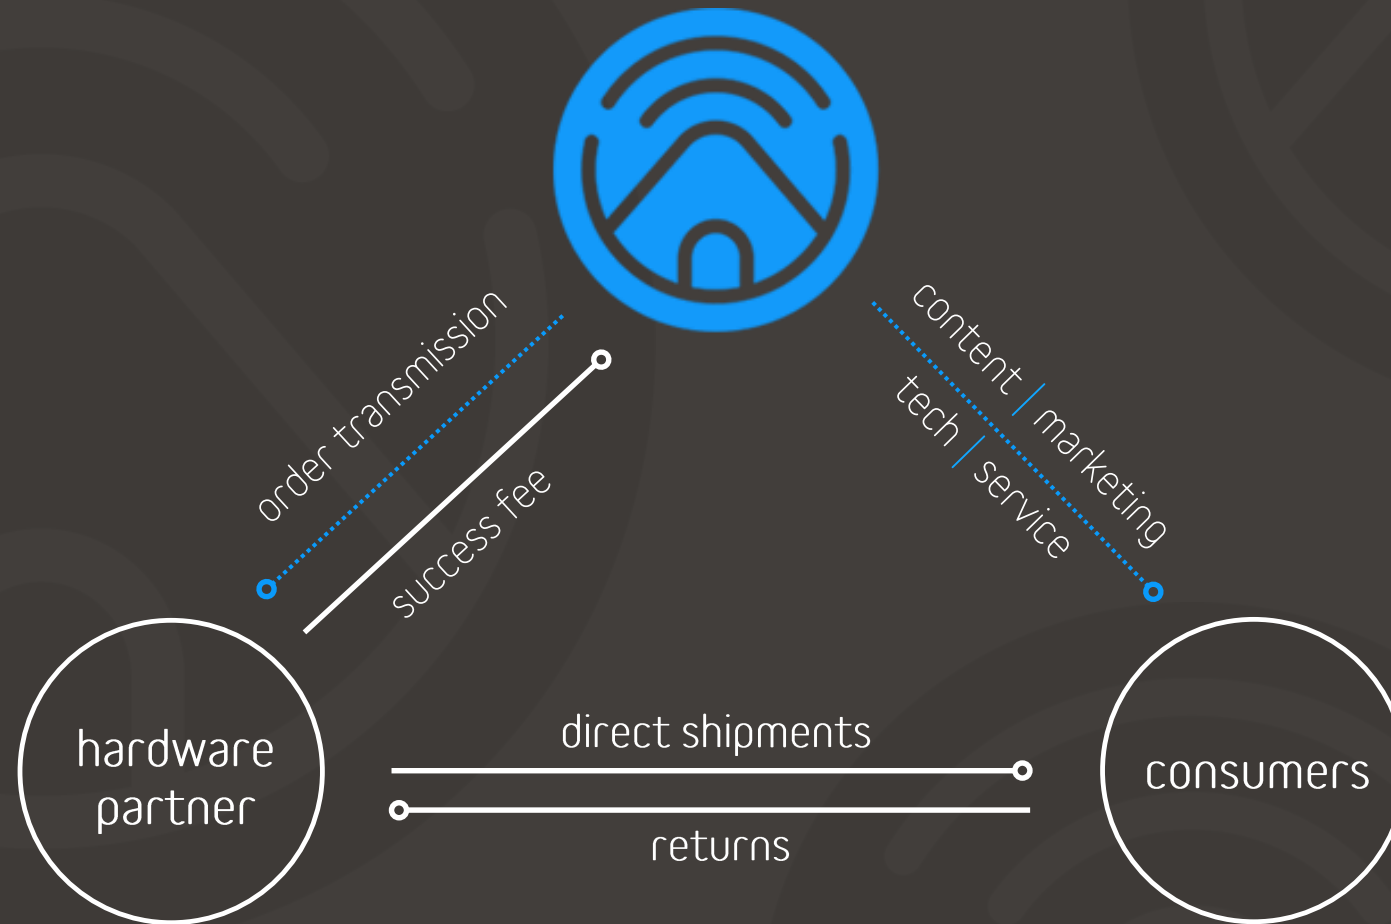 order transmission
success fee
content | marketing
tech | service
hardware
partner
direct shipments
returns
consumers